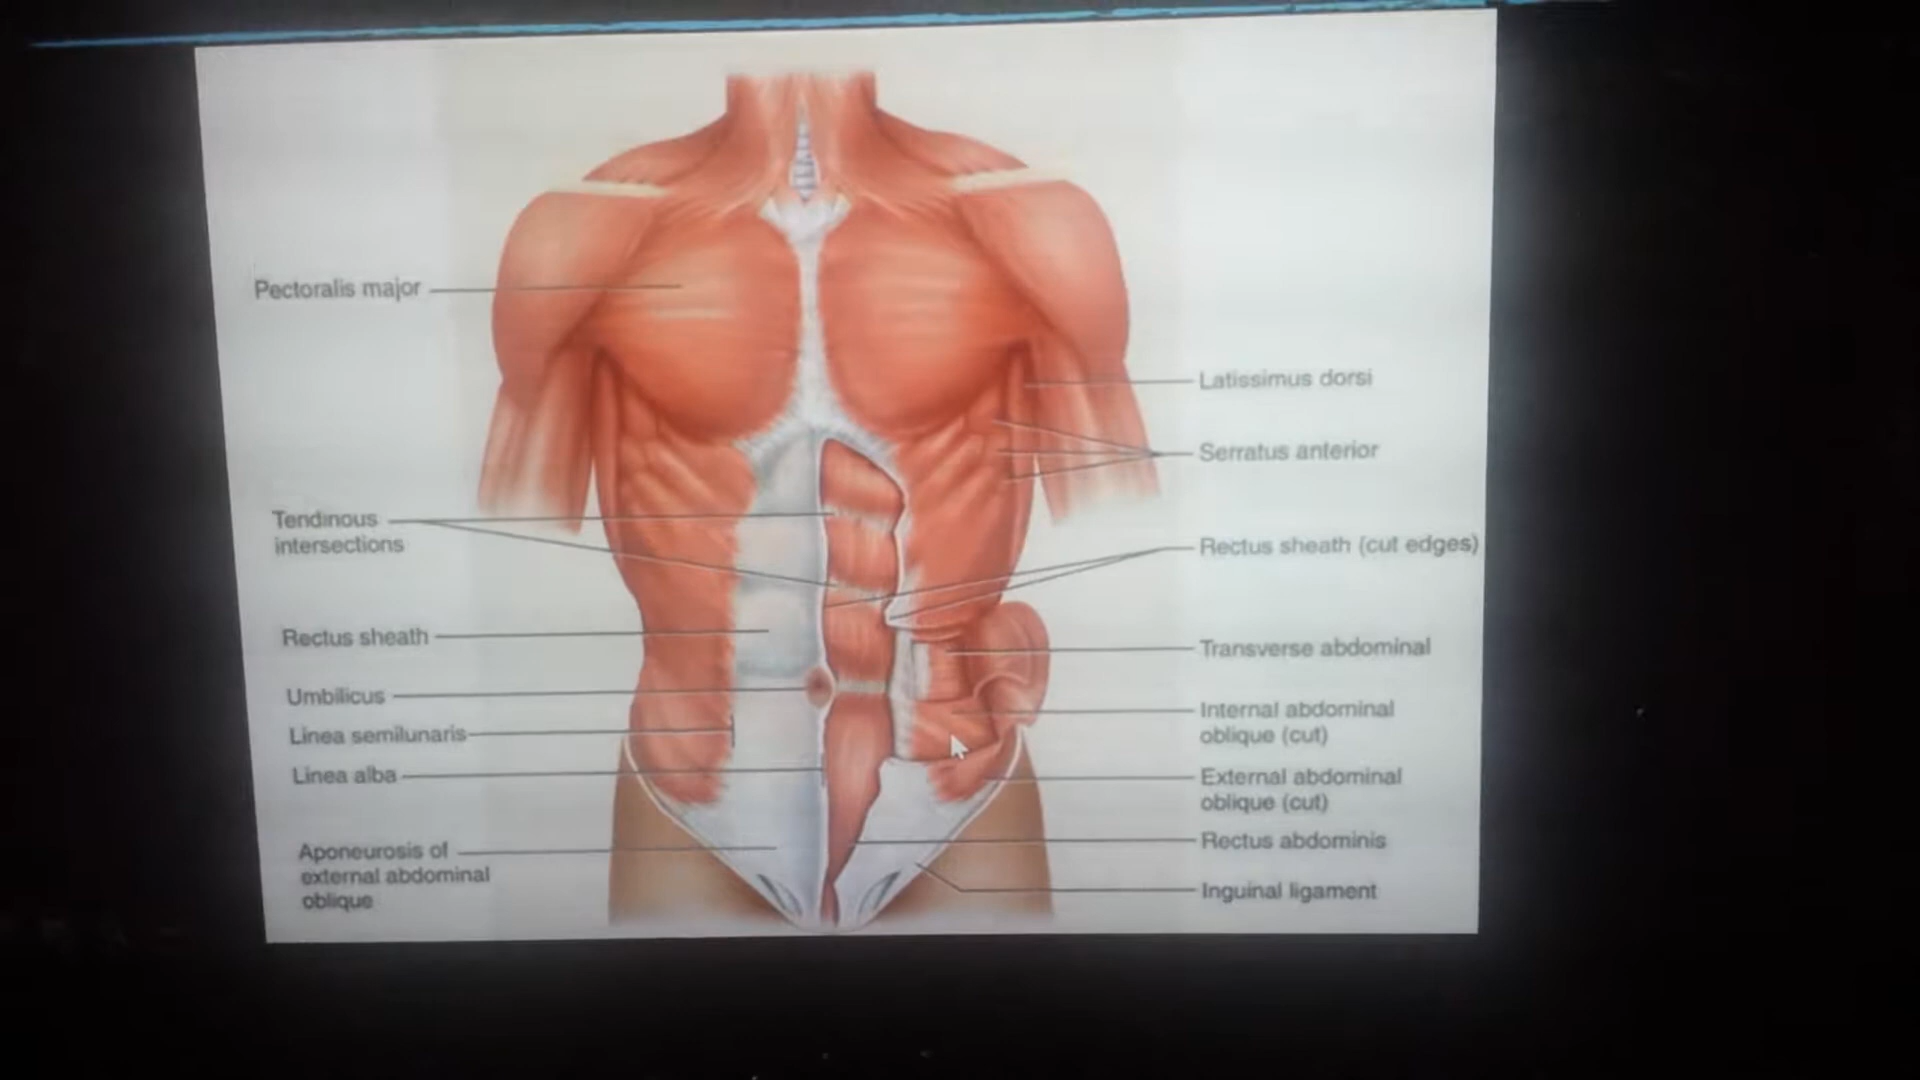 Pectoralis major
Tendinous
intersections
Rectus sheath
Umbilicus
Linea semilunaris
Linea alba
Aponeurosis of
external abdominal
oblique
Latissimus dorsi
Serratus anterior
Rectus sheath (cut edges)
Transverse abdominal
Internal abdominal
oblique (cut)
External abdominal
oblique (cut)
Rectus abdominis
Inguinal ligament